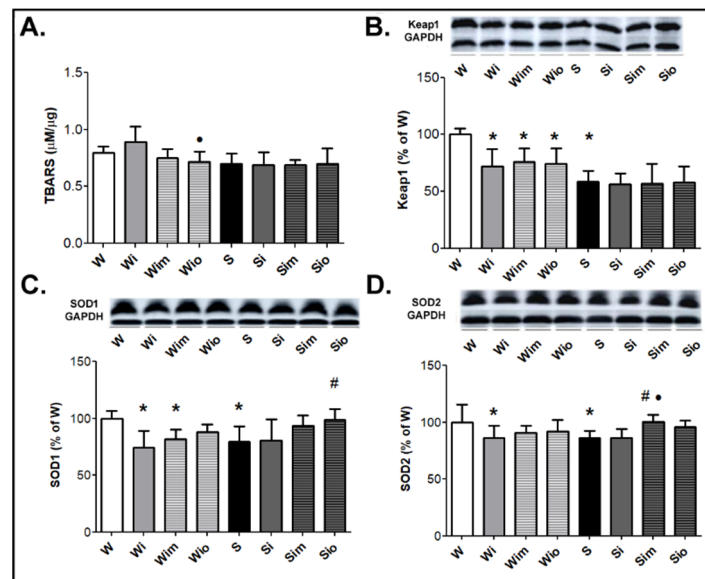 A.
TBARS (μM/μg)
1.5
1.0
0.5
0.0
•
W Wi Wim Wio S Si Sim Sio
B.
Keap1
GAPDH
W Wi Wim Wio S Si Sim Sio
Keap1 (% of W)
150
100
50
0
* * * *
W Wi Wim Wio S Si Sim Sio
C.
SOD1
GAPDH
W Wi Wim Wio S Si Sim Sio
SOD1 (% of W)
150
100
50
0
* * * #
W Wi Wim Wio S Si Sim Sio
D.
SOD2
GAPDH
W Wi Wim Wio S Si Sim Sio
SOD2 (% of W)
150
100
50
0
* * # •
W Wi Wim Wio S Si Sim Sio